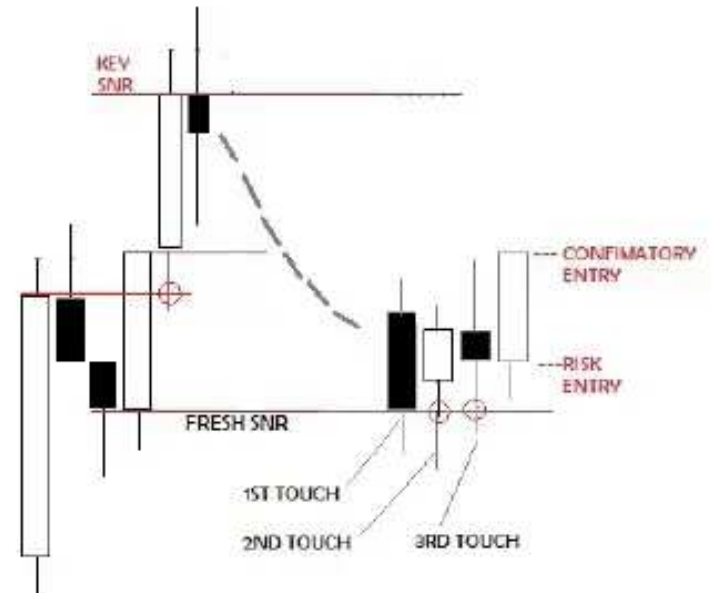 KEY
SNR
CONFIMATORY
ENTRY
RISK
ENTRY
FRESH SNR
1ST TOUCH
2ND TOUCH
3RD TOUCH